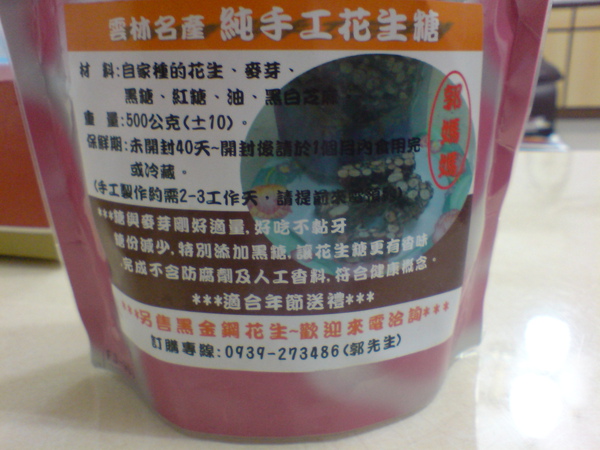 雲林名產 純手工花生糖
材 料:自家種的花生、麥芽、
黑糖、紅糖、油、黑白芝麻
重 量:500公克(±10)。
保鮮期:未開封40天~開封後請於1個月內食用完
或冷藏。
(手工製作約需2-3工作天,請提前來
郭
***糖與麥芽剛好適量,好吃不黏牙
糖份減少,特別添加黑糖,讓花生糖更有香味
完成不含防腐劑及人工香料,符合健康概念。
***適合年節送禮***
***另售黑金鋼花生~歡迎來電洽詢***
訂購專線:0939-273486(郭先生)